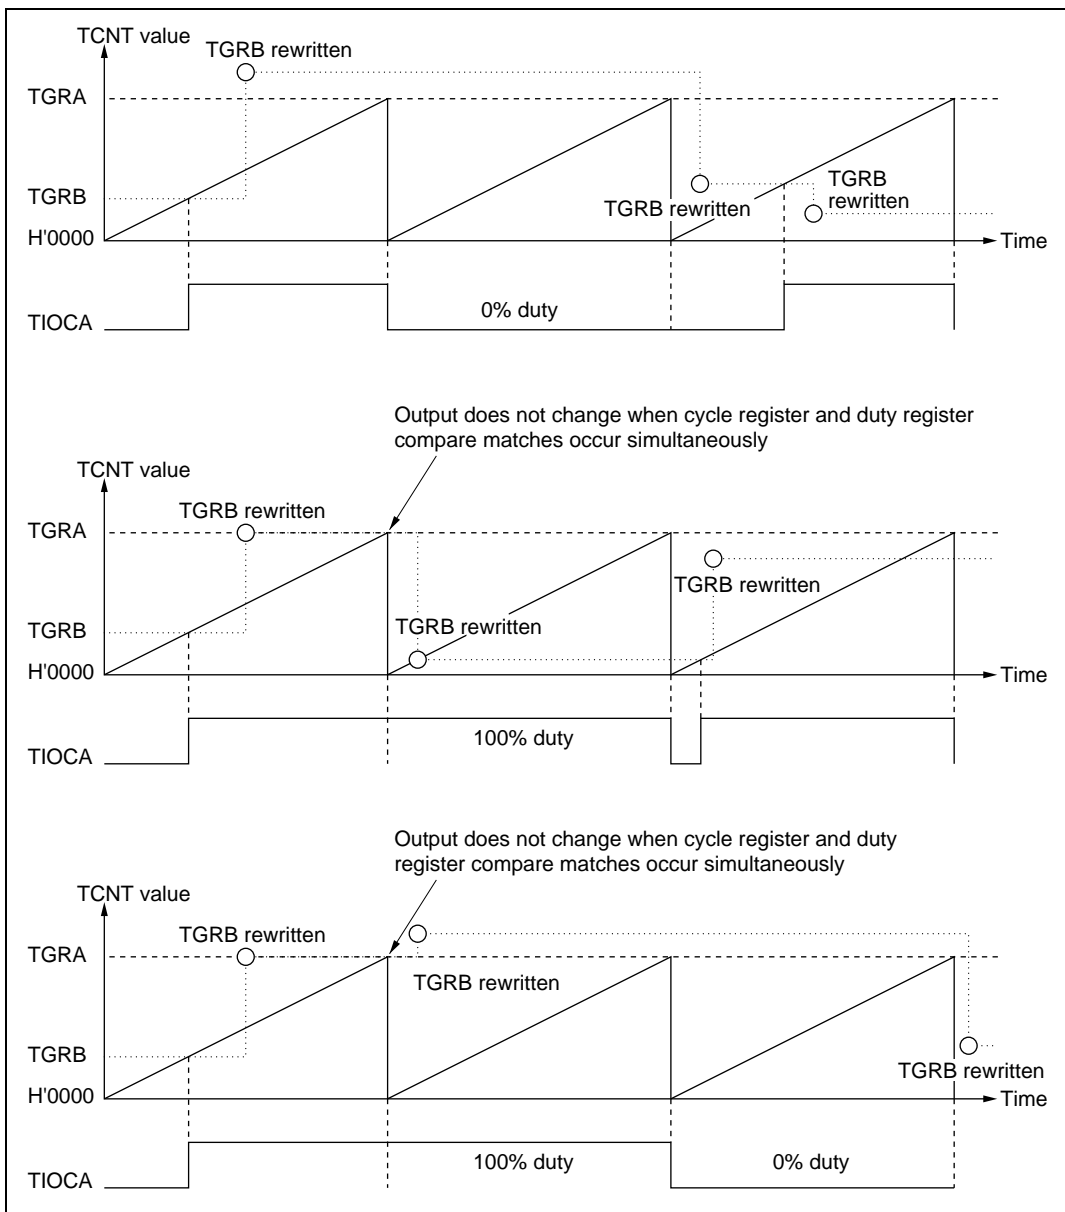 TCNT value
TGRB rewritten
TGRA
TGRB
TGRB
rewritten
TGRB rewritten
H'0000
Time
0% duty
TIOCA
Output does not change when cycle register and duty register
compare matches occur simultaneously
TCNT value
TGRB rewritten
TGRA
TGRB rewritten
TGRB
TGRB rewritten
H'0000
Time
100% duty
TIOCA
Output does not change when cycle register and duty
register compare matches occur simultaneously
TCNT value
TGRB rewritten
TGRA
TGRB rewritten
TGRB
TGRB rewritten
H'0000
Time
100% duty
0% duty
TIOCA